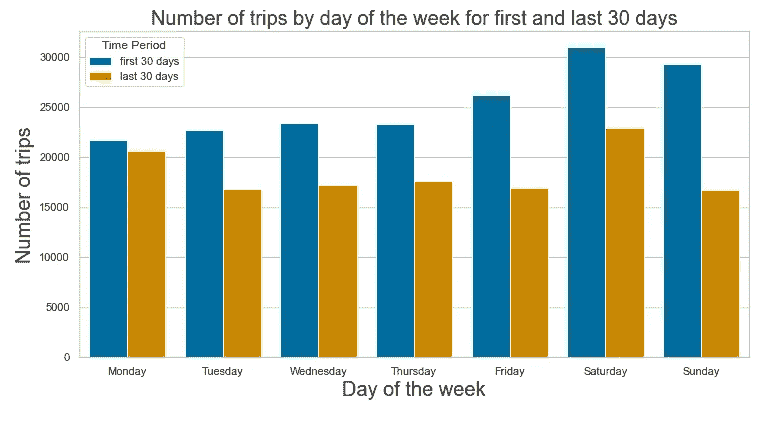 Number of trips by day of the week for first and last 30 days
Time Period
first 30 days
last 30 days
Number of trips
30000
25000
20000
15000
10000
5000
0
Monday Tuesday Wednesday Thursday Friday Saturday Sunday
Day of the week